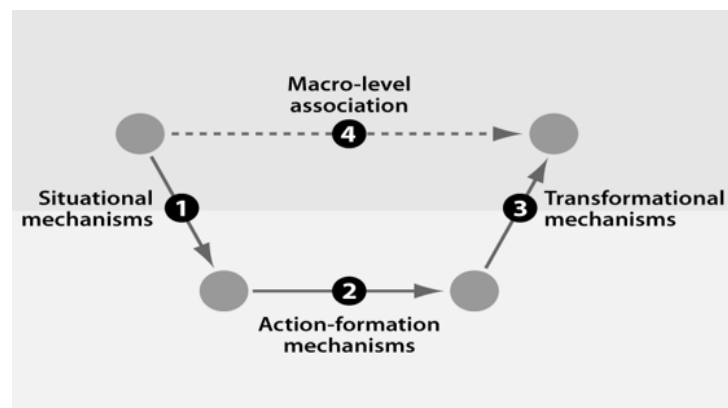 Macro-level
association
4
Situational
mechanisms
1
3
Transformational
mechanisms
2
Action-formation
mechanisms